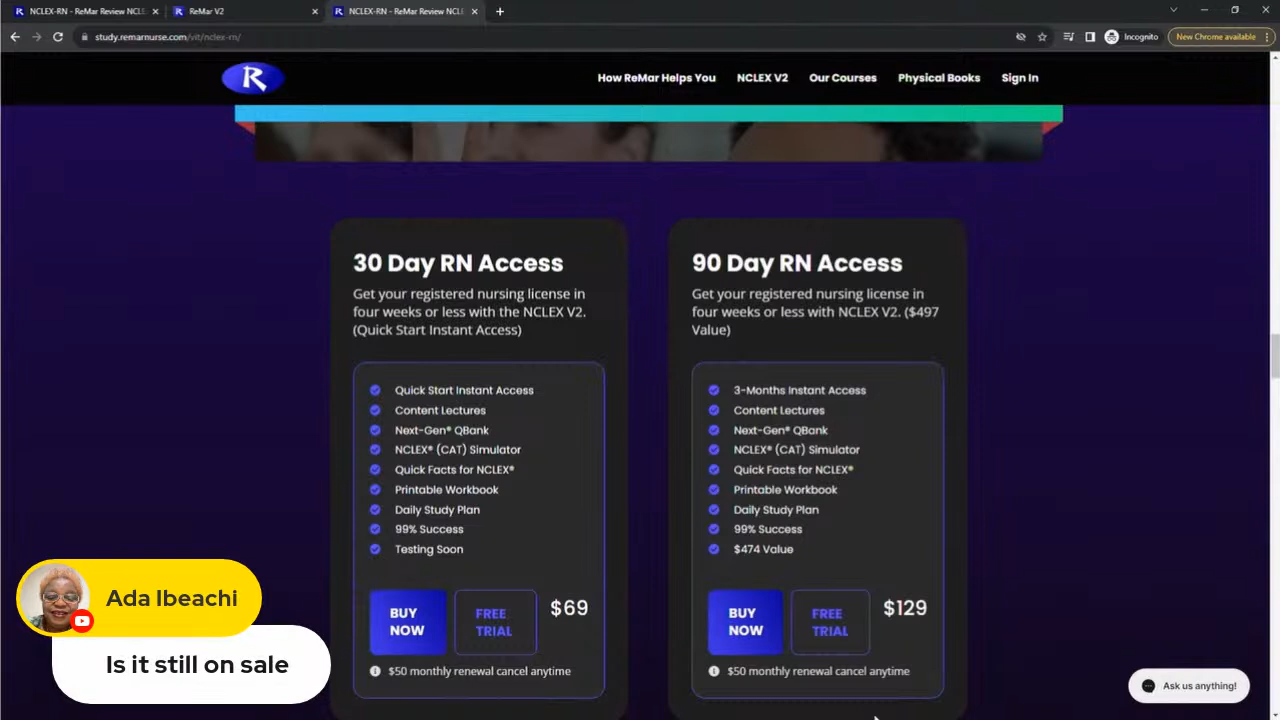 NCLEX-RN - ReMar Review NCLE
ReMar V2
NCLEX-RN - ReMar Review NCLE
study.remarnurse.com/vit/nclex-rn/
Incognito
New Chrome available
R
How ReMar Helps You
NCLEX V2
Our Courses
Physical Books
Sign In
30 Day RN Access
Get your registered nursing license in
four weeks or less with the NCLEX V2.
(Quick Start Instant Access)
Quick Start Instant Access
Content Lectures
Next-Gen® QBank
NCLEX® (CAT) Simulator
Quick Facts for NCLEX®
Printable Workbook
Daily Study Plan
99% Success
Testing Soon
BUY
NOW
FREE
TRIAL
$69
$50 monthly renewal cancel anytime
90 Day RN Access
Get your registered nursing license in
four weeks or less with NCLEX V2. ($497
Value)
3-Months Instant Access
Content Lectures
Next-Gen® QBank
NCLEX® (CAT) Simulator
Quick Facts for NCLEX®
Printable Workbook
Daily Study Plan
99% Success
$474 Value
BUY
NOW
FREE
TRIAL
$129
$50 monthly renewal cancel anytime
Ada Ibeachi
Is it still on sale
Ask us anything!